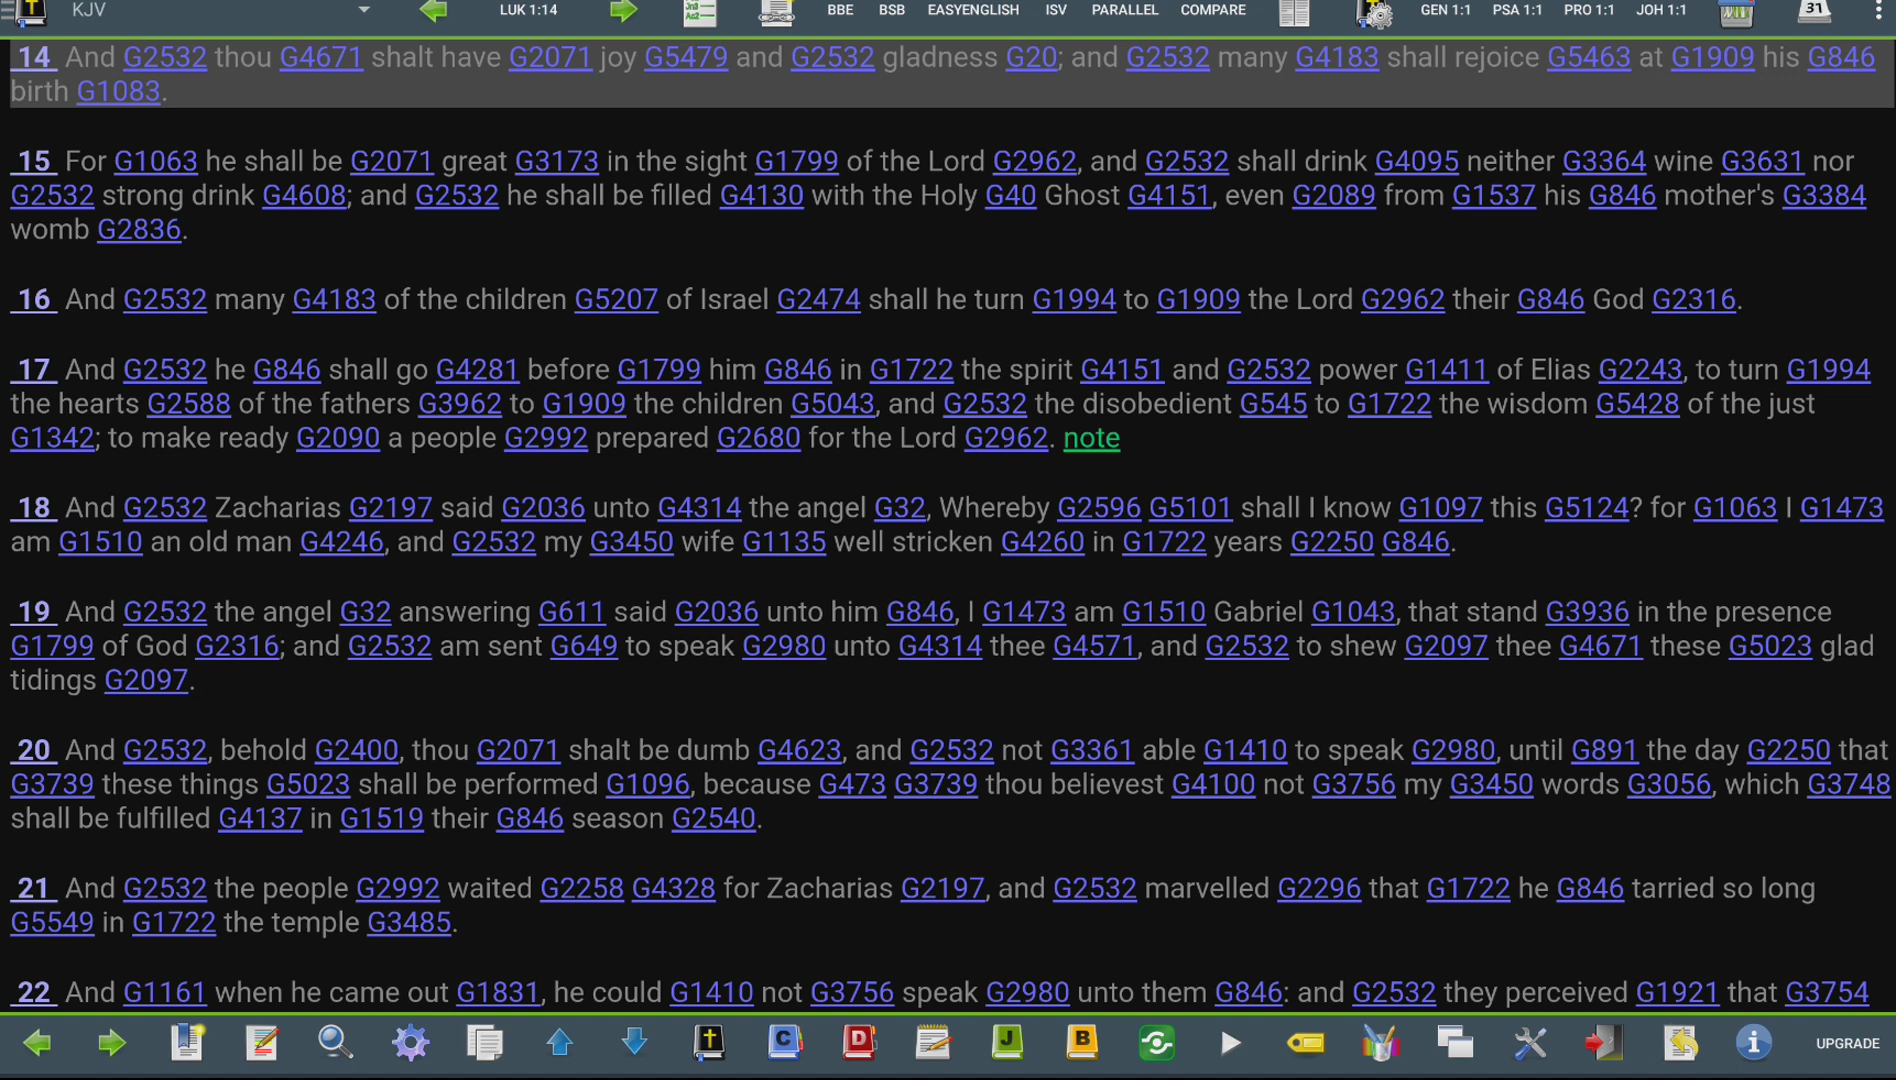 KJV LUK 1:14 BBE BSB EASYENGLISH ISV PARALLEL COMPARE GEN 1:1 PSA 1:1 PRO 1:1 JOH 1:1 31
14 And G2532 thou G4671 shalt have G2071 joy G5479 and G2532 gladness G20; and G2532 many G4183 shall rejoice G5463 at G1909 his G846
birth G1083.
15 For G1063 he shall be G2071 great G3173 in the sight G1799 of the Lord G2962, and G2532 shall drink G4095 neither G3364 wine G3631 nor
G2532 strong drink G4608; and G2532 he shall be filled G4130 with the Holy G40 Ghost G4151, even G2089 from G1537 his G846 mother's G3384
womb G2836.
16 And G2532 many G4183 of the children G5207 of Israel G2474 shall he turn G1994 to G1909 the Lord G2962 their G846 God G2316.
17 And G2532 he G846 shall go G4281 before G1799 him G846 in G1722 the spirit G4151 and G2532 power G1411 of Elias G2243, to turn G1994
the hearts G2588 of the fathers G3962 to G1909 the children G5043, and G2532 the disobedient G545 to G1722 the wisdom G5428 of the just
G1342; to make ready G2090 a people G2992 prepared G2680 for the Lord G2962. note
18 And G2532 Zacharias G2197 said G2036 unto G4314 the angel G32, Whereby G2596 G5101 shall I know G1097 this G5124? for G1063 I G1473
am G1510 an old man G4246, and G2532 my G3450 wife G1135 well stricken G4260 in G1722 years G2250 G846.
19 And G2532 the angel G32 answering G611 said G2036 unto him G846, I G1473 am G1510 Gabriel G1043, that stand G3936 in the presence
G1799 of God G2316; and G2532 am sent G649 to speak G2980 unto G4314 thee G4571, and G2532 to shew G2097 thee G4671 these G5023 glad
tidings G2097.
20 And G2532, behold G2400, thou G2071 shalt be dumb G4623, and G2532 not G3361 able G1410 to speak G2980, until G891 the day G2250 that
G3739 these things G5023 shall be performed G1096, because G473 G3739 thou believest G4100 not G3756 my G3450 words G3056, which G3748
shall be fulfilled G4137 in G1519 their G846 season G2540.
21 And G2532 the people G2992 waited G2258 G4328 for Zacharias G2197, and G2532 marvelled G2296 that G1722 he G846 tarried so long
G5549 in G1722 the temple G3485.
22 And G1161 when he came out G1831, he could G1410 not G3756 speak G2980 unto them G846: and G2532 they perceived G1921 that G3754
C D J B UPGRADE